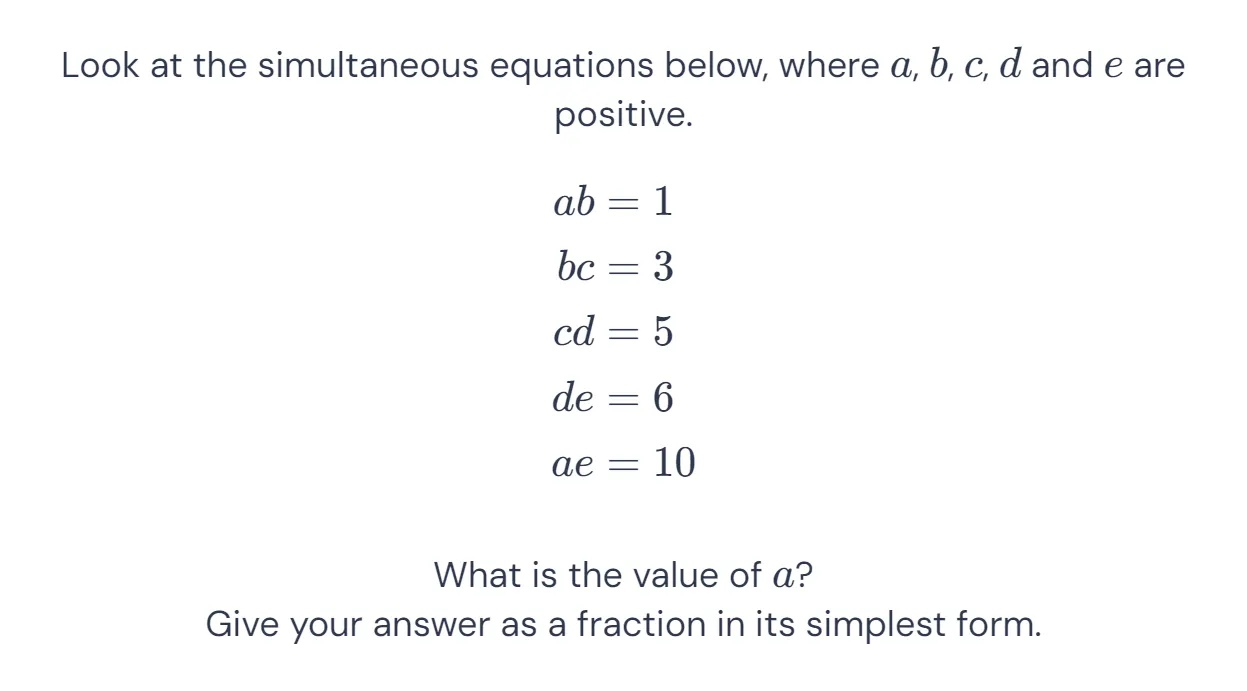 Look at the simultaneous equations below, where a, b, c, d and e are
positive.
ab = 1
bc = 3
cd = 5
de = 6
ae = 10
What is the value of a?
Give your answer as a fraction in its simplest form.